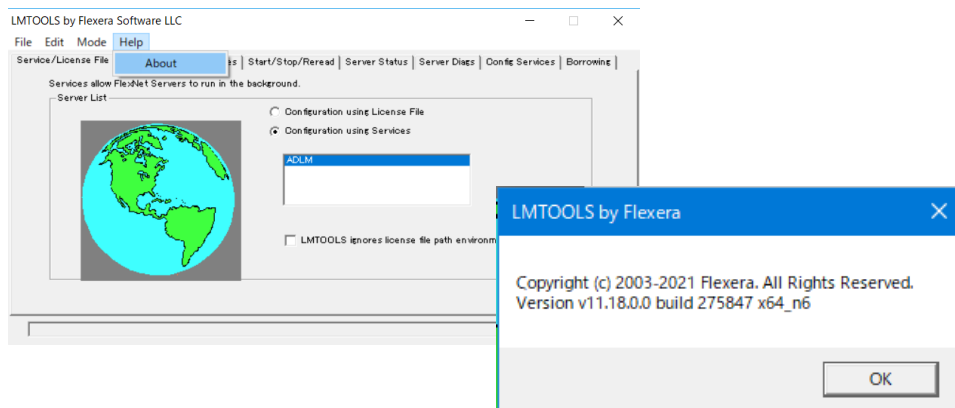 LMTOOLS by Flexera Software LLC
File Edit Mode Help
Service/License File
About
Start/Stop/Reread
Server Status
Server Diags
Config Services
Borrowing
Services allow FlexNet Servers to run in the background.
Server List
Configuration using License File
Configuration using Services
ADLM
LMTOOLS ignores license file path
LMTOOLS by Flexera
Copyright (c) 2003-2021 Flexera. All Rights Reserved.
Version v11.18.0.0 build 275847 x64_n6
OK